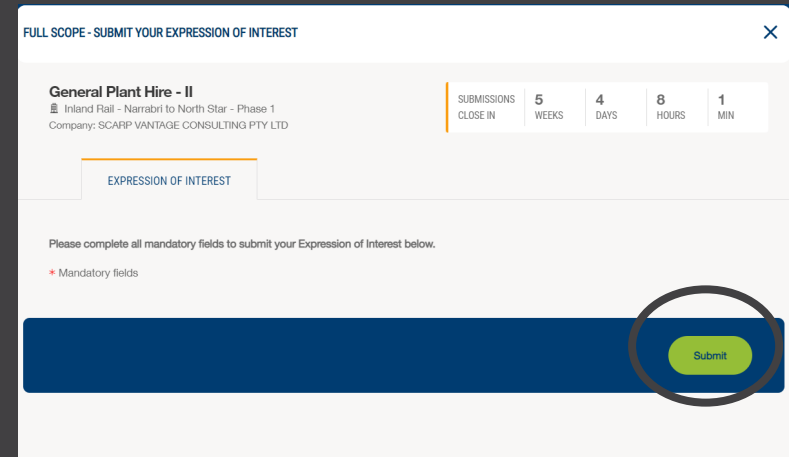 FULL SCOPE - SUBMIT YOUR EXPRESSION OF INTEREST
General Plant Hire - II
Inland Rail - Narrabri to North Star - Phase 1
Company: SCARP VANTAGE CONSULTING PTY LTD
SUBMISSIONS CLOSE IN
5 WEEKS
4 DAYS
8 HOURS
1 MIN
EXPRESSION OF INTEREST
Please complete all mandatory fields to submit your Expression of Interest below.
* Mandatory fields
Submit